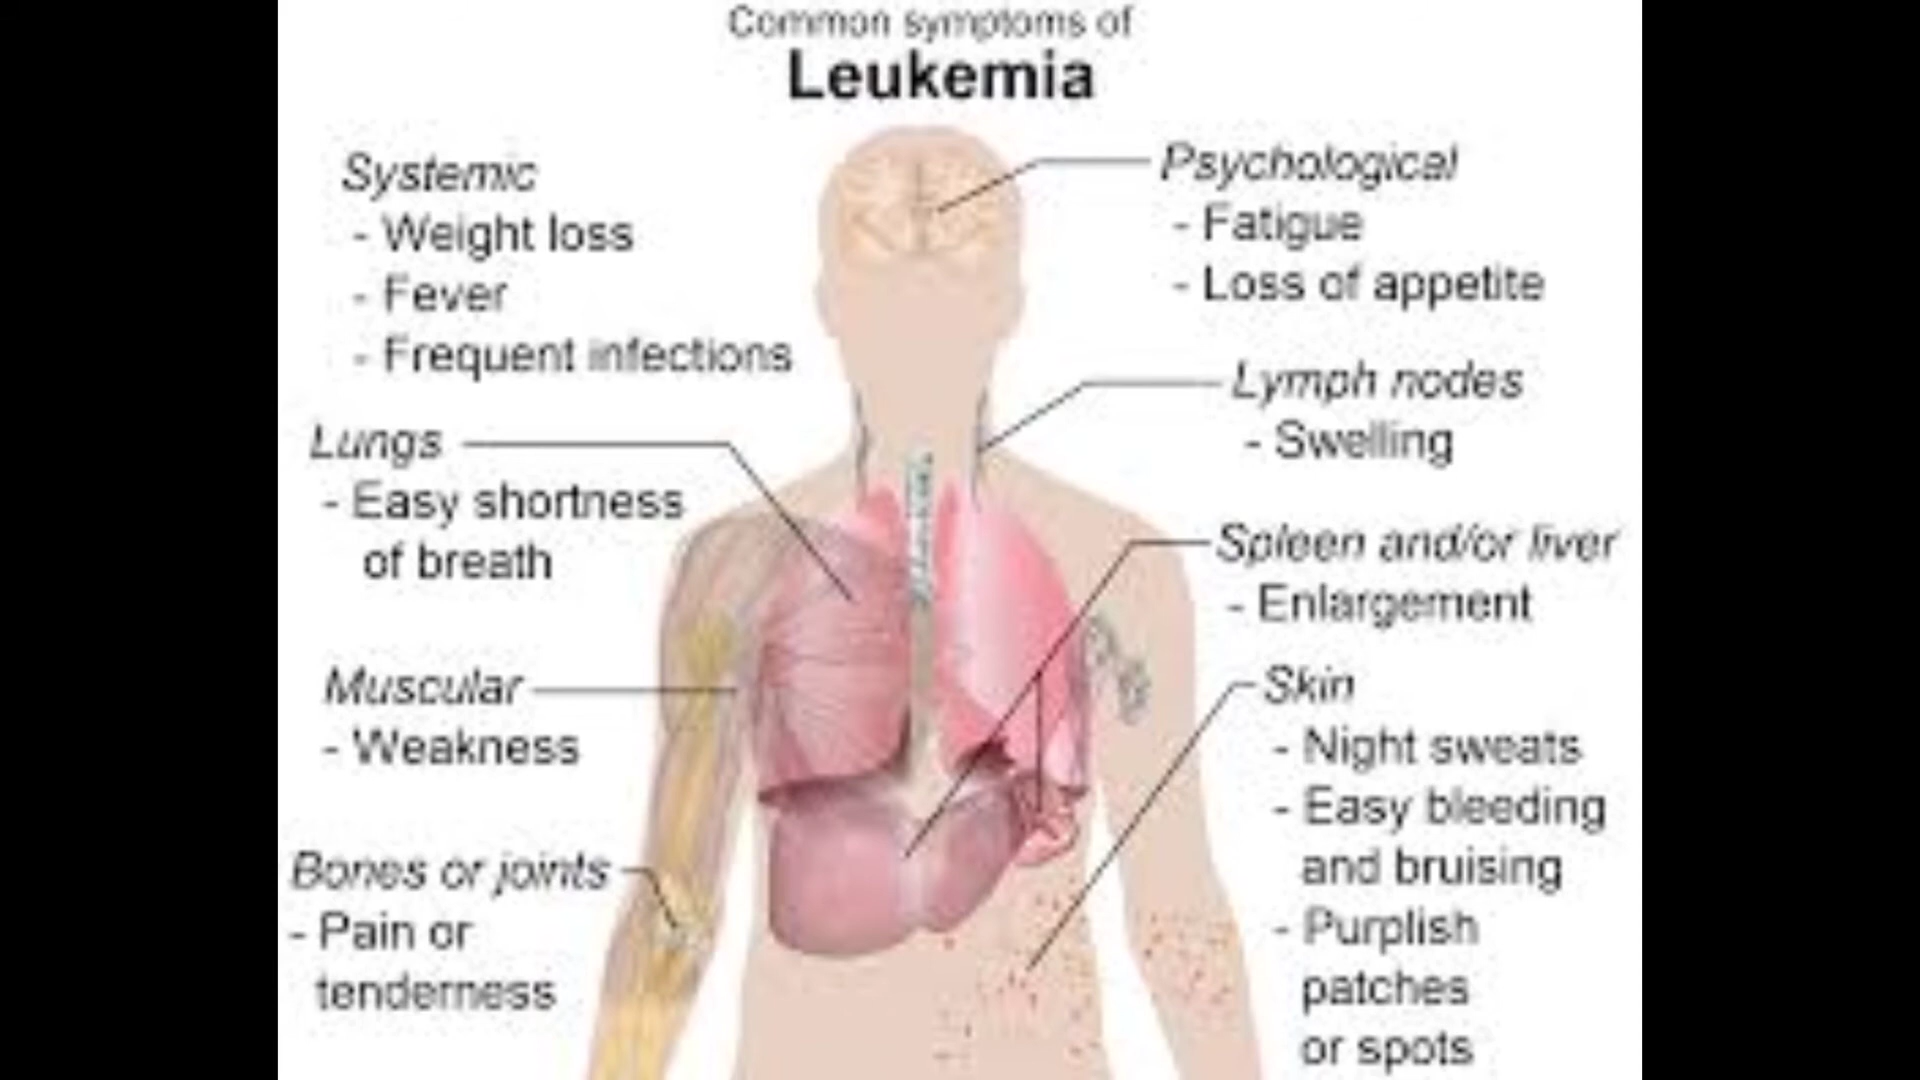 Common symptoms of
Leukemia
Systemic
- Weight loss
- Fever
- Frequent infections
Lungs
- Easy shortness
of breath
Muscular
- Weakness
Bones or joints
- Pain or
tenderness
Psychological
- Fatigue
- Loss of appetite
Lymph nodes
- Swelling
Spleen and/or liver
- Enlargement
Skin
- Night sweats
- Easy bleeding
and bruising
- Purplish
patches
or spots